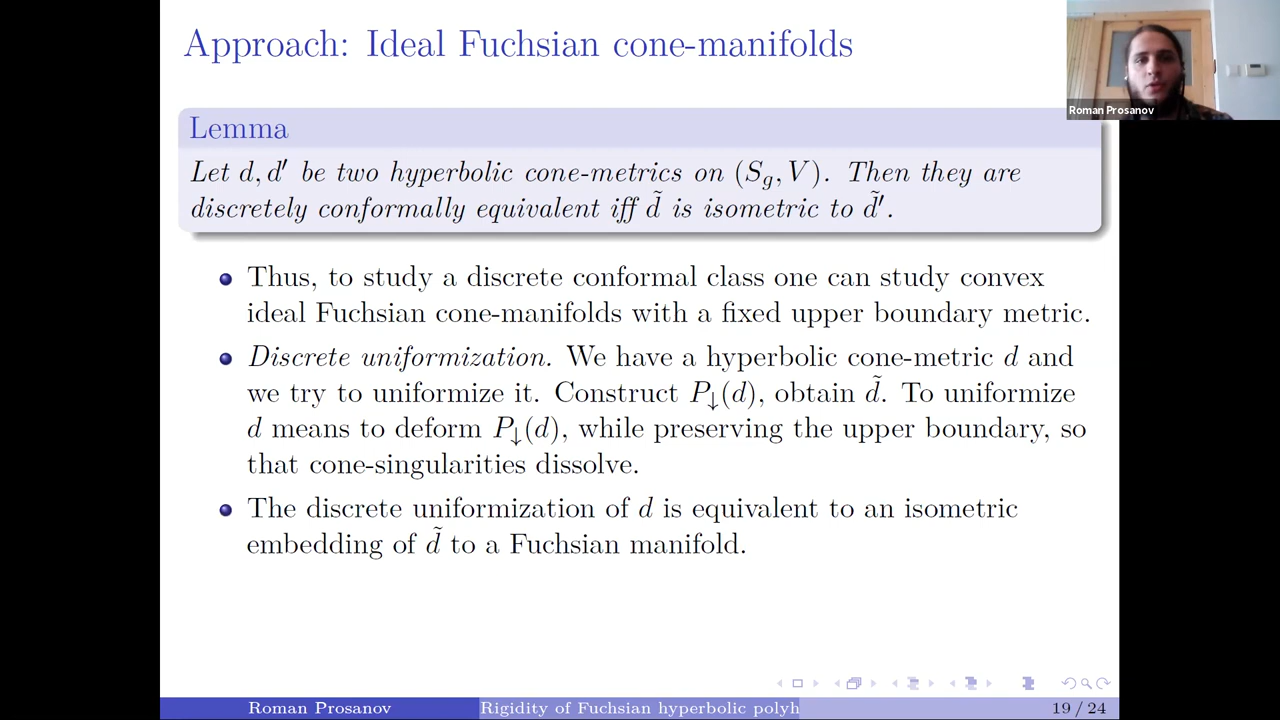 Approach: Ideal Fuchsian cone-manifolds
Roman Prosanov
Lemma
Let d, d′ be two hyperbolic cone-metrics on (S_g, V). Then they are
discretely conformally equivalent iff d̃ is isometric to d̃′.
Thus, to study a discrete conformal class one can study convex
ideal Fuchsian cone-manifolds with a fixed upper boundary metric.
Discrete uniformization. We have a hyperbolic cone-metric d and
we try to uniformize it. Construct P↓(d), obtain d̃. To uniformize
d means to deform P↓(d), while preserving the upper boundary, so
that cone-singularities dissolve.
The discrete uniformization of d is equivalent to an isometric
embedding of d̃ to a Fuchsian manifold.
Roman Prosanov Rigidity of Fuchsian hyperbolic polyh 19 / 24